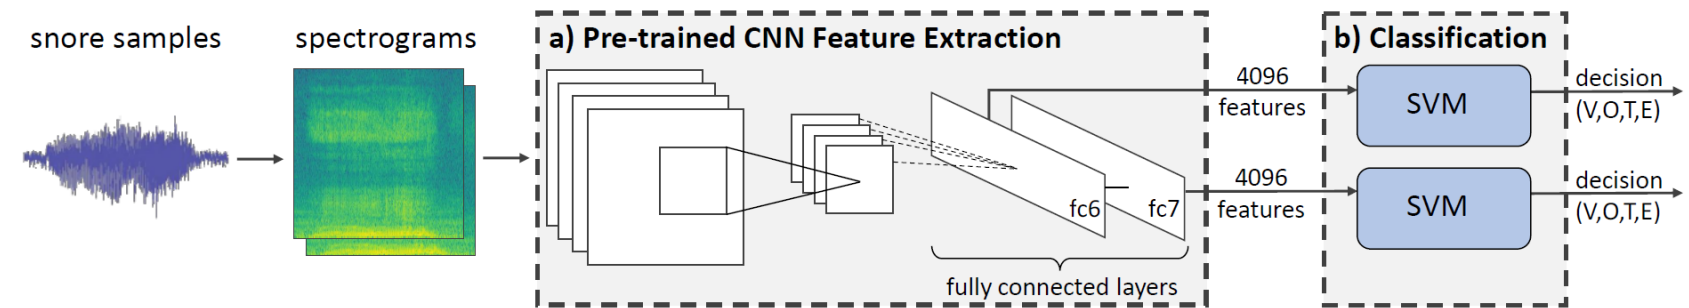 snore samples
spectrograms
a) Pre-trained CNN Feature Extraction
fc6
fc7
fully connected layers
4096
features
4096
features
b) Classification
SVM
SVM
decision
(V,O,T,E)
decision
(V,O,T,E)